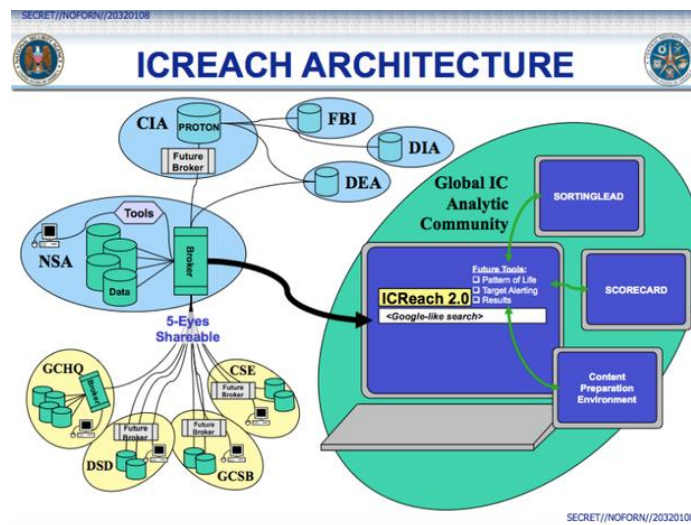 SECRET//NOFORN//20320108
ICREACH ARCHITECTURE
CIA
PROTON
Future
Broker
FBI
DIA
DEA
Global IC
Analytic
Community
SORTINGLEAD
SCORECARD
Content
Preparation
Environment
Future Tools:
Pattern of Life
Target Alerting
Results
ICReach 2.0
<Google-like search>
Tools
NSA
Data
Broker
5-Eyes
Shareable
GCHQ
Broker
DSD
Future
Broker
GCSB
Future
Broker
CSE
Future
Broker
SECRET//NOFORN//20320108